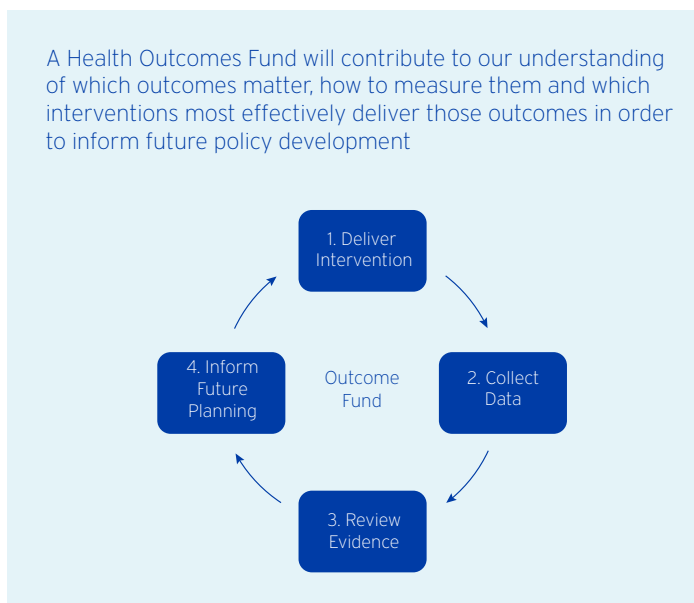 A Health Outcomes Fund will contribute to our understanding
of which outcomes matter, how to measure them and which
interventions most effectively deliver those outcomes in order
to inform future policy development
1. Deliver
Intervention
4. Inform
Future
Planning
Outcome
Fund
2. Collect
Data
3. Review
Evidence